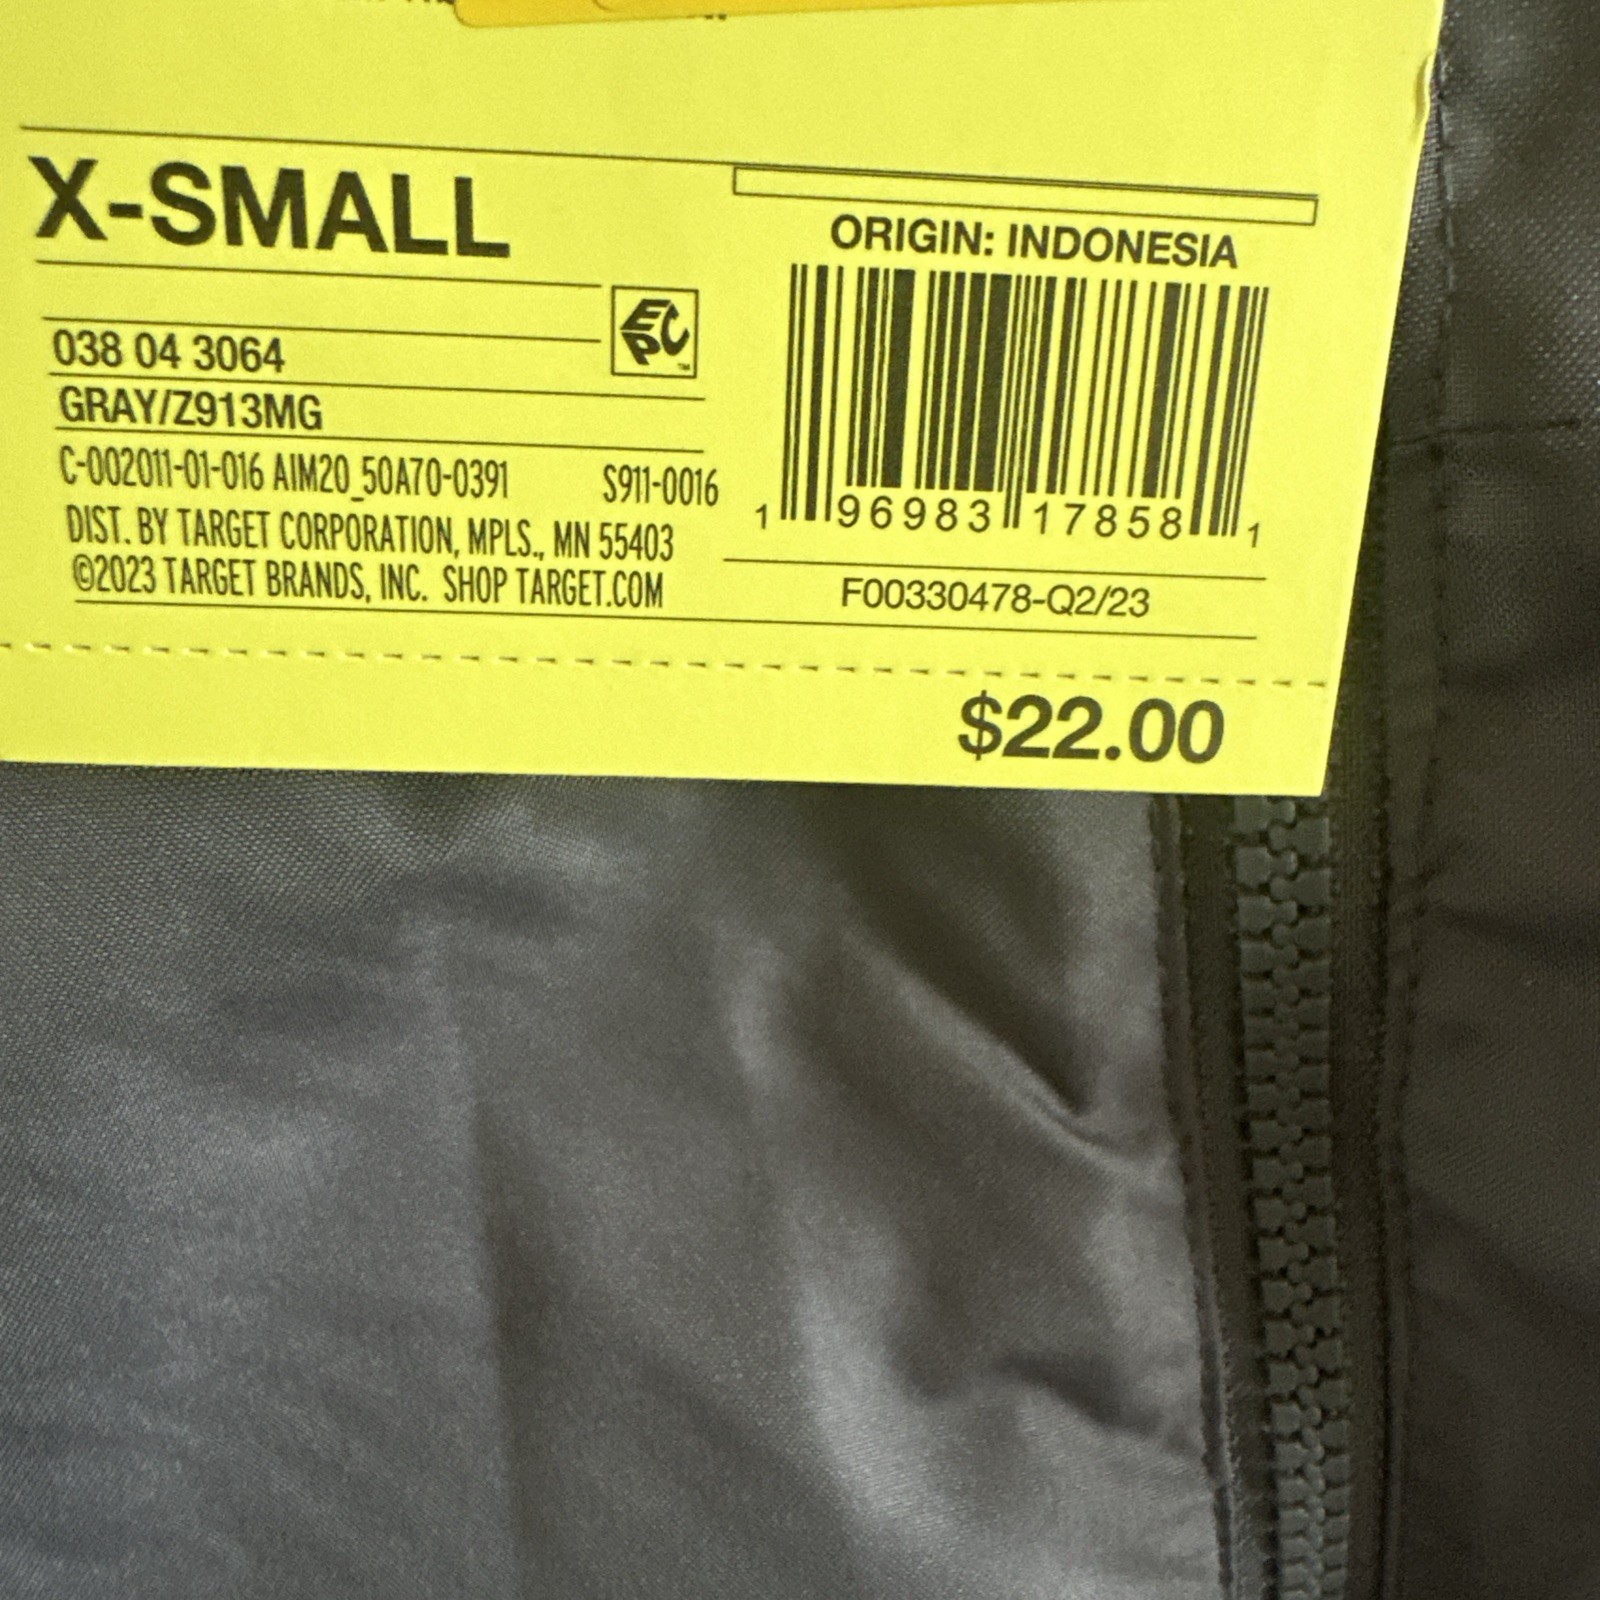 X-SMALL
038 04 3064
GRAY/Z913MG
C-002011-01-016 AIM20_50A70-0391 S911-0016
DIST. BY TARGET CORPORATION, MPLS., MN 55403
©2023 TARGET BRANDS, INC. SHOP TARGET.COM
EPC ™
ORIGIN: INDONESIA
1 96983 17858 1
F00330478-Q2/23
$22.00